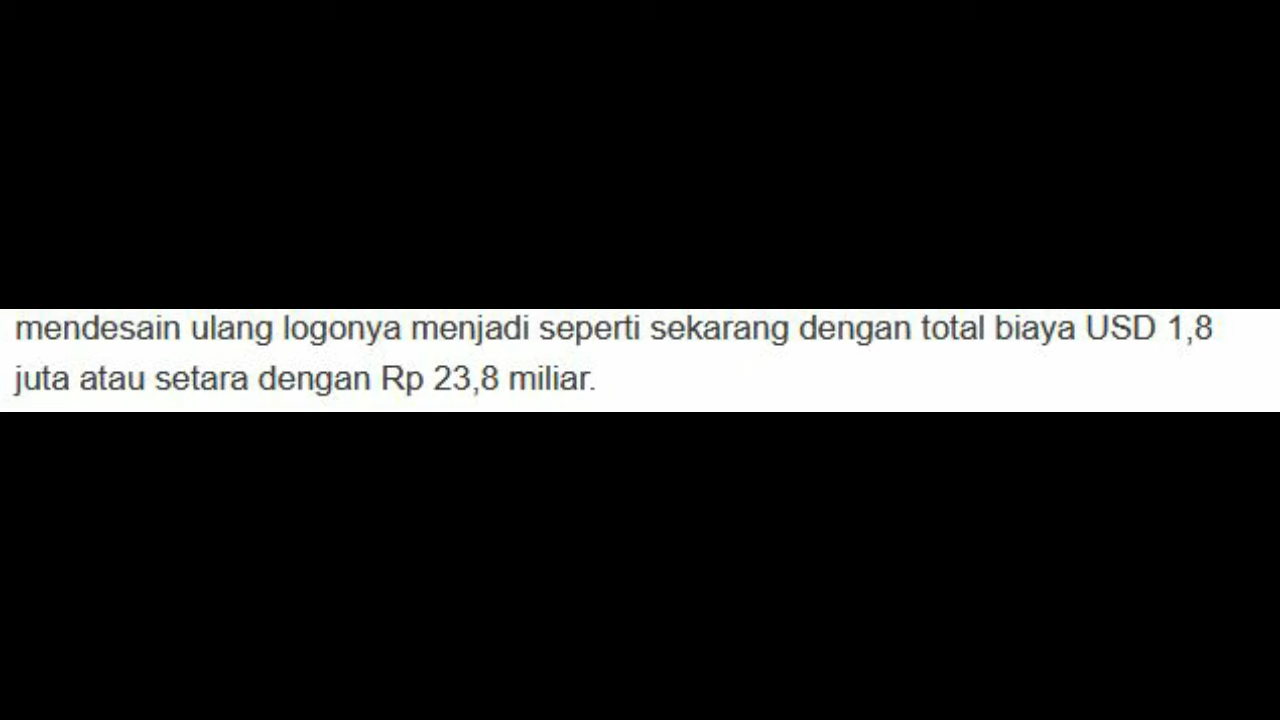 mendesain ulang logonya menjadi seperti sekarang dengan total biaya USD 1,8
juta atau setara dengan Rp 23,8 miliar.